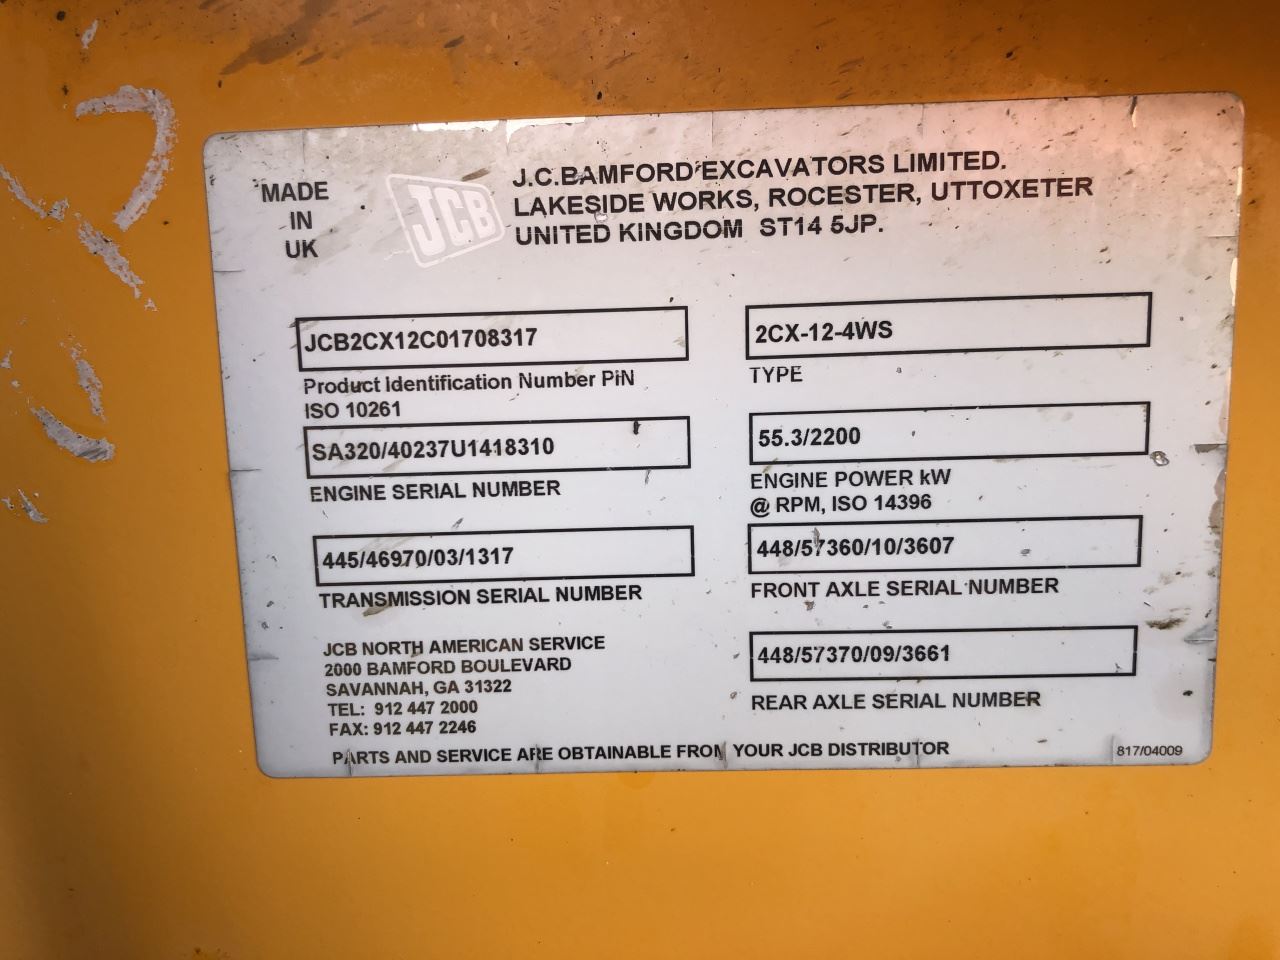 MADE
IN
UK
JCB
J.C.BAMFORD EXCAVATORS LIMITED.
LAKESIDE WORKS, ROCESTER, UTTOXETER
UNITED KINGDOM ST14 5JP.
JCB2CX12C01708317
Product Identification Number PIN
ISO 10261
2CX-12-4WS
TYPE
SA320/40237U1418310
ENGINE SERIAL NUMBER
55.3/2200
ENGINE POWER kW
@ RPM, ISO 14396
445/46970/03/1317
TRANSMISSION SERIAL NUMBER
448/57360/10/3607
FRONT AXLE SERIAL NUMBER
JCB NORTH AMERICAN SERVICE
2000 BAMFORD BOULEVARD
SAVANNAH, GA 31322
TEL: 912 447 2000
FAX: 912 447 2246
448/57370/09/3661
REAR AXLE SERIAL NUMBER
PARTS AND SERVICE ARE OBTAINABLE FROM YOUR JCB DISTRIBUTOR
817/04009